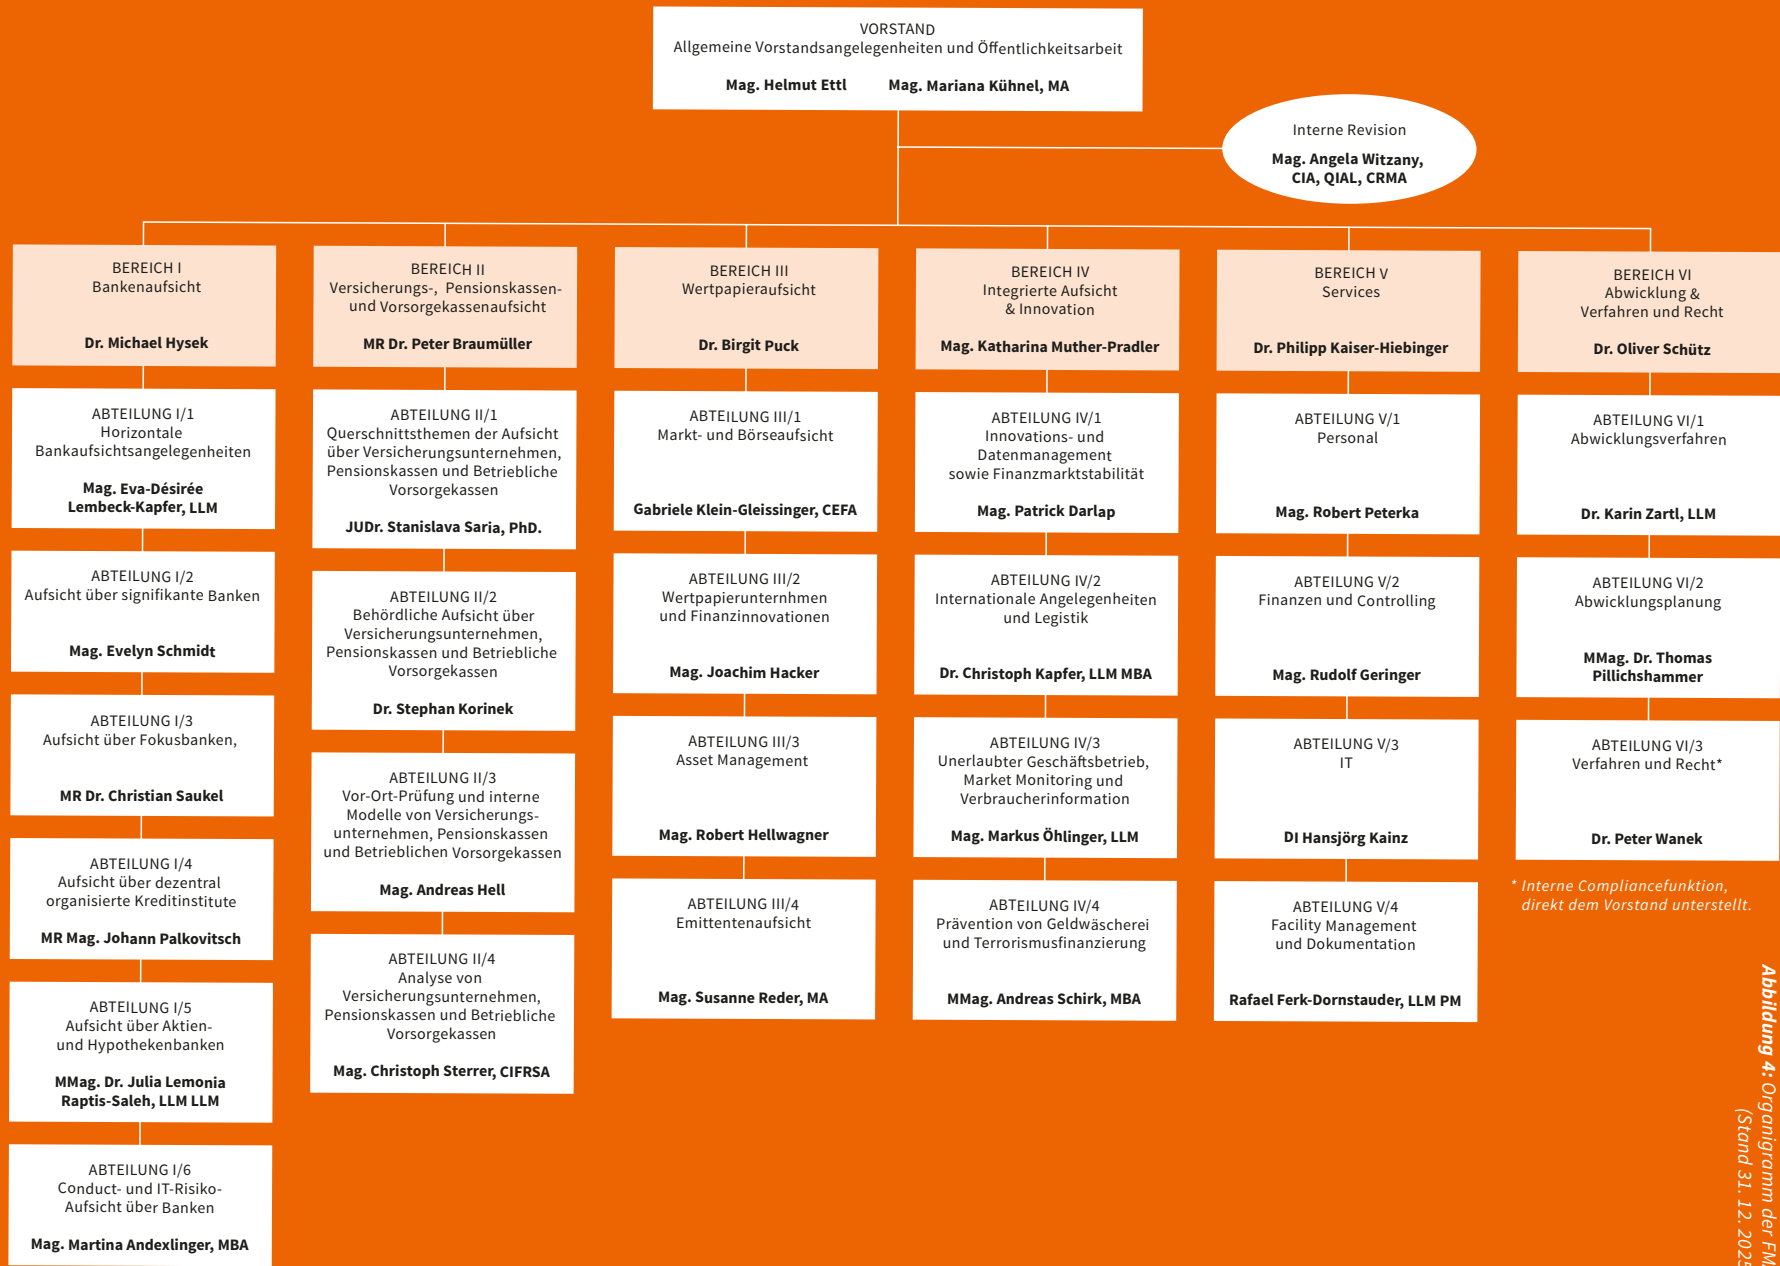 VORSTAND
Allgemeine Vorstandsangelegenheiten und Öffentlichkeitsarbeit
Mag. Helmut Ettl Mag. Mariana Kühnel, MA
Interne Revision
Mag. Angela Witzany,
CIA, QIAL, CRMA
BEREICH I
Bankenaufsicht
Dr. Michael Hysek
ABTEILUNG I/1
Horizontale
Bankaufsichtsangelegenheiten
Mag. Eva-Désirée
Lembeck-Kapfer, LLM
ABTEILUNG I/2
Aufsicht über signifikante Banken
Mag. Evelyn Schmidt
ABTEILUNG I/3
Aufsicht über Fokusbanken,
MR Dr. Christian Saukel
ABTEILUNG I/4
Aufsicht über dezentral
organisierte Kreditinstitute
MR Mag. Johann Palkovitsch
ABTEILUNG I/5
Aufsicht über Aktien-
und Hypothekenbanken
MMag. Dr. Julia Lemonia
Raptis-Saleh, LLM LLM
ABTEILUNG I/6
Conduct- und IT-Risiko-
Aufsicht über Banken
Mag. Martina Andexlinger, MBA
BEREICH II
Versicherungs-, Pensionskassen-
und Vorsorgekassenaufsicht
MR Dr. Peter Braumüller
ABTEILUNG II/1
Querschnittsthemen der Aufsicht
über Versicherungsunternehmen,
Pensionskassen und Betriebliche
Vorsorgekassen
JUDr. Stanislava Saria, PhD.
ABTEILUNG II/2
Behördliche Aufsicht über
Versicherungsunternehmen,
Pensionskassen und Betriebliche
Vorsorgekassen
Dr. Stephan Korinek
ABTEILUNG II/3
Vor-Ort-Prüfung und interne
Modelle von Versicherungs-
unternehmen, Pensionskassen
und Betrieblichen Vorsorgekassen
Mag. Andreas Hell
ABTEILUNG II/4
Analyse von
Versicherungsunternehmen,
Pensionskassen und Betriebliche
Vorsorgekassen
Mag. Christoph Sterrer, CIFRSA
BEREICH III
Wertpapieraufsicht
Dr. Birgit Puck
ABTEILUNG III/1
Markt- und Börseaufsicht
Gabriele Klein-Gleissinger, CEFA
ABTEILUNG III/2
Wertpapierunternhmen
und Finanzinnovationen
Mag. Joachim Hacker
ABTEILUNG III/3
Asset Management
Mag. Robert Hellwagner
ABTEILUNG III/4
Emittentenaufsicht
Mag. Susanne Reder, MA
BEREICH IV
Integrierte Aufsicht
& Innovation
Mag. Katharina Muther-Pradler
ABTEILUNG IV/1
Innovations- und
Datenmanagement
sowie Finanzmarktstabilität
Mag. Patrick Darlap
ABTEILUNG IV/2
Internationale Angelegenheiten
und Legistik
Dr. Christoph Kapfer, LLM MBA
ABTEILUNG IV/3
Unerlaubter Geschäftsbetrieb,
Market Monitoring und
Verbraucherinformation
Mag. Markus Öhlinger, LLM
ABTEILUNG IV/4
Prävention von Geldwäscherei
und Terrorismusfinanzierung
MMag. Andreas Schirk, MBA
BEREICH V
Services
Dr. Philipp Kaiser-Hiebinger
ABTEILUNG V/1
Personal
Mag. Robert Peterka
ABTEILUNG V/2
Finanzen und Controlling
Mag. Rudolf Geringer
ABTEILUNG V/3
IT
DI Hansjörg Kainz
ABTEILUNG V/4
Facility Management
und Dokumentation
Rafael Ferk-Dornstauder, LLM PM
BEREICH VI
Abwicklung &
Verfahren und Recht
Dr. Oliver Schütz
ABTEILUNG VI/1
Abwicklungsverfahren
Dr. Karin Zartl, LLM
ABTEILUNG VI/2
Abwicklungsplanung
MMag. Dr. Thomas
Pillichshammer
ABTEILUNG VI/3
Verfahren und Recht*
Dr. Peter Wanek
* Interne Compliancefunktion,
direkt dem Vorstand unterstellt.
Abbildung 4: Organigramm der
(Stand 31. 12. 2025